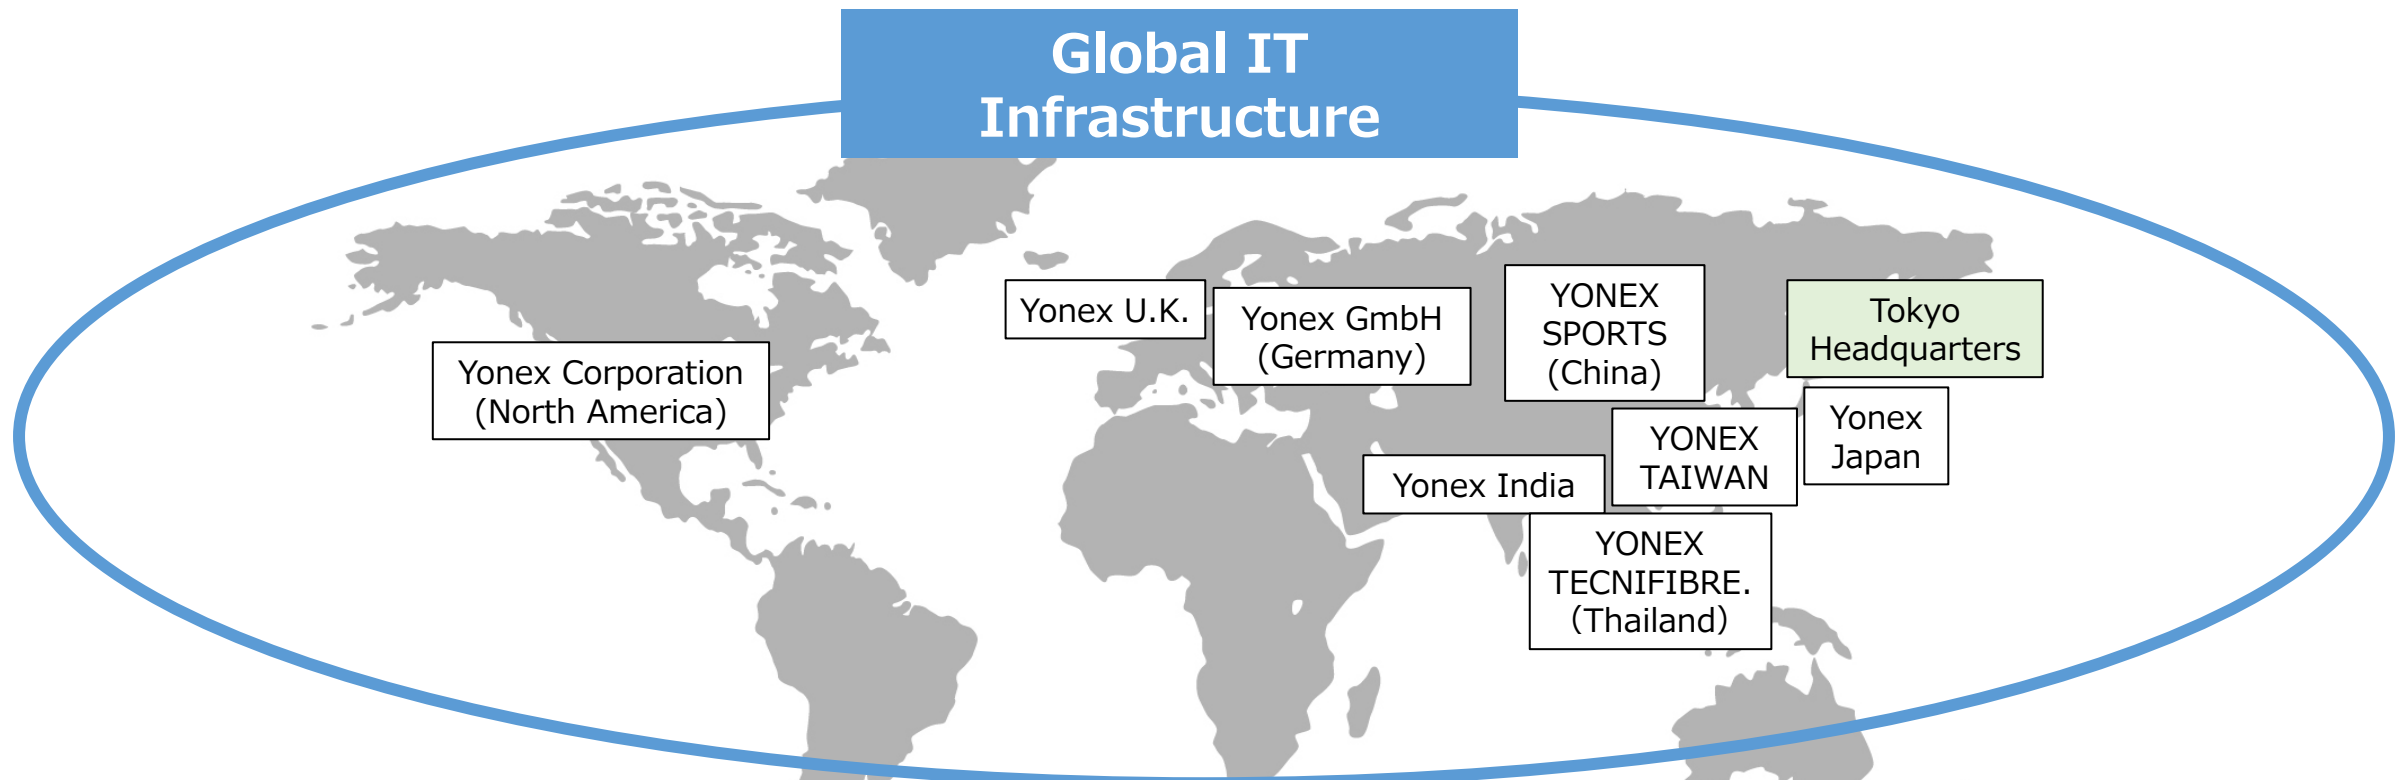 Global IT
Infrastructure
Yonex U.K.
Yonex GmbH
(Germany)
YONEX
SPORTS
(China)
Tokyo
Headquarters
Yonex Corporation
(North America)
Yonex
Japan
YONEX
TAIWAN
Yonex India
YONEX
TECNIFIBRE.
(Thailand)